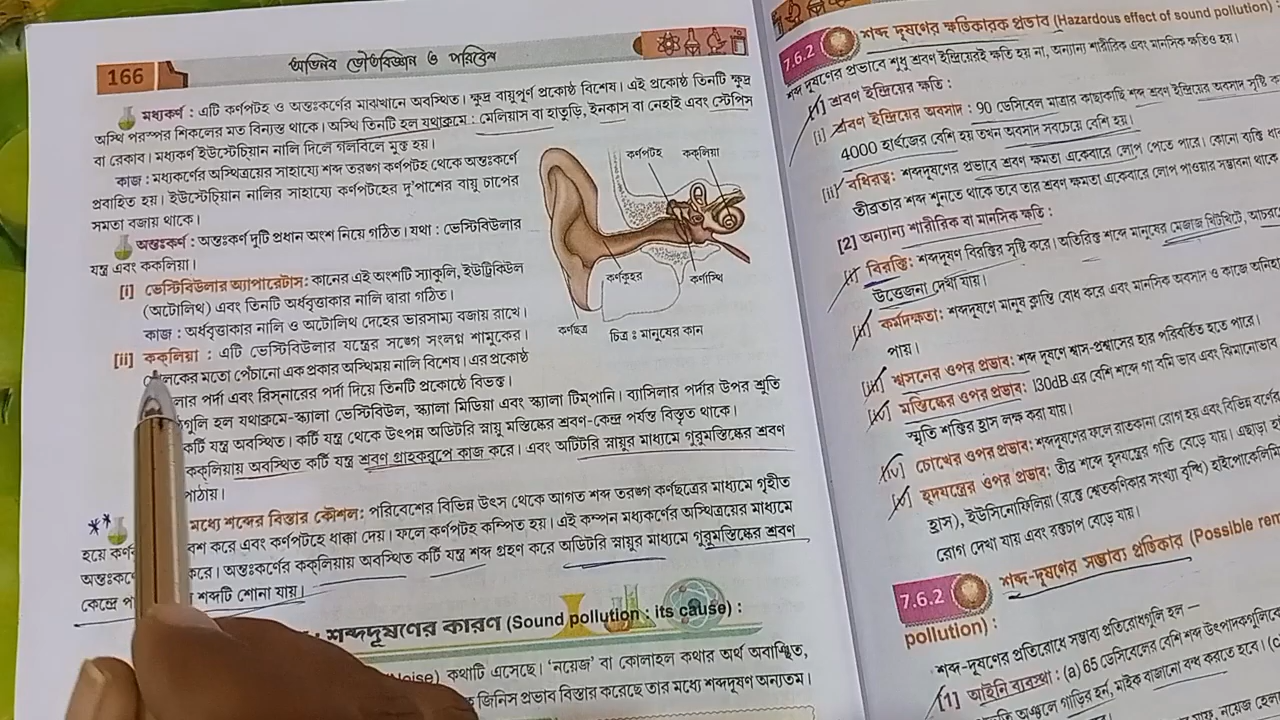 166
অভিনব ভৌতবিজ্ঞান ও পরিবেশ
মধ্যকর্ণ : এটি কর্ণপটহ ও অন্তঃকর্ণের মাঝখানে অবস্থিত। ক্ষুদ্র বায়ুপূর্ণ প্রকোষ্ঠ বিশেষ। এই প্রকোষ্ঠ তিনটি ক্ষুদ্র
অস্থি পরস্পর শিকলের মত বিন্যস্ত থাকে। অস্থি তিনটি হল যথাক্রমে : মেলিয়াস বা হাতুড়ি, ইনকাস বা নেহাই এবং স্টেপিস
বা রেকাব। মধ্যকর্ণ ইউস্টেচিয়ান নালি দিলে গলবিলে মুক্ত হয়।
কাজ : মধ্যকর্ণের অস্থিত্রয়ের সাহায্যে শব্দ তরঙ্গ কর্ণপটহ থেকে অন্তঃকর্ণে
প্রবাহিত হয়। ইউস্টেচিয়ান নালির সাহায্যে কর্ণপটহের দু'পাশের বায়ু চাপের
সমতা বজায় থাকে।
অন্তঃকর্ণ : অন্তঃকর্ণ দুটি প্রধান অংশ নিয়ে গঠিত। যথা : ভেস্টিবিউলার
যন্ত্র এবং ককলিয়া।
[i] ভেস্টিবিউলার অ্যাপারেটাস: কানের এই অংশটি স্যাকুলি, ইউট্রিকিউল
(অটোলিথ) এবং তিনটি অর্ধবৃত্তাকার নালি দ্বারা গঠিত।
কাজ : অর্ধবৃত্তাকার নালি ও অটোলিথ দেহের ভারসাম্য বজায় রাখে।
[ii] ককলিয়া : এটি ভেস্টিবিউলার যন্ত্রের সঙ্গে সংলগ্ন শামুকের
লকের মতো পেঁচানো এক প্রকার অস্থিময় নালি বিশেষ। এর প্রকোষ্ঠ
লার পর্দা এবং রিস্‌নারের পর্দা দিয়ে তিনটি প্রকোষ্ঠে বিভক্ত।
গুলি হল যথাক্রমে-স্ক্যালা ভেস্টিবিউল, স্ক্যালা মিডিয়া এবং স্ক্যালা টিমপানি। ব্যাসিলার পর্দার উপর শ্রুতি
কর্টি যন্ত্র অবস্থিত। কর্টি যন্ত্র থেকে উৎপন্ন অডিটরি স্নায়ু মস্তিষ্কের শ্রবণ-কেন্দ্র পর্যন্ত বিস্তৃত থাকে।
ককলিয়ায় অবস্থিত কর্টি যন্ত্র শ্রবণ গ্রাহকরূপে কাজ করে। এবং অটিটরি স্নায়ুর মাধ্যমে গুরুমস্তিষ্কের শ্রবণ
পাঠায়।
কর্ণপটহ ককলিয়া
কর্ণকুহর কর্ণাস্থি
কর্ণছত্র
চিত্র : মানুষের কান
মধ্যে শব্দের বিস্তার কৌশল: পরিবেশের বিভিন্ন উৎস থেকে আগত শব্দ তরঙ্গ কর্ণছত্রের মাধ্যমে গৃহীত
হয়ে কর্ণ বেশ করে এবং কর্ণপটহে ধাক্কা দেয়। ফলে কর্ণপটহ কম্পিত হয়। এই কম্পন মধ্যকর্ণের অস্থিত্রয়ের মাধ্যমে
অন্তঃকর্ণে করে। অন্তঃকর্ণের ককলিয়ায় অবস্থিত কর্টি যন্ত্র শব্দ গ্রহণ করে অডিটরি স্নায়ুর মাধ্যমে গুরুমস্তিষ্কের শ্রবণ
কেন্দ্রে শব্দটি শোনা যায়।
শব্দদূষণের কারণ (Sound pollution : its cause) :
কথাটি এসেছে। 'নয়েজ' বা কোলাহল কথার অর্থ অবাঞ্ছিত,
জিনিস প্রভাব বিস্তার করেছে তার মধ্যে শব্দদূষণ অন্যতম।
7.6.2 শব্দ দূষণের ক্ষতিকারক প্রভাব (Hazardous effect of sound pollution) :
শব্দ দূষণের প্রভাবে শুধু শ্রবণ ইন্দ্রিয়েরই ক্ষতি হয় না, অন্যান্য শারীরিক এবং মানসিক ক্ষতিও হয়।
শ্রবণ ইন্দ্রিয়ের ক্ষতি :
[i] শ্রবণ ইন্দ্রিয়ের অবসাদ : 90 ডেসিবেল মাত্রার কাছাকাছি শব্দ শ্রবণ ইন্দ্রিয়ের অবসাদ সৃষ্টি
4000 হার্ৎজের বেশি হয় তখন অবসাদ সবচেয়ে বেশি হয়।
[ii] বধিরত্ব: শব্দদূষণের প্রভাবে শ্রবণ ক্ষমতা একেবারে লোপ পেতে পারে। কোনো ব্যক্তি
তীব্রতার শব্দ শুনতে থাকে তবে তার শ্রবণ ক্ষমতা একেবারে লোপ পাওয়ার সম্ভাবনা থাকে
[2] অন্যান্য শারীরিক বা মানসিক ক্ষতি :
বিরক্তি: শব্দদূষণ বিরক্তির সৃষ্টি করে। অতিরিক্ত শব্দে মানুষের মেজাজ খিটখিটে,
উত্তেজনা দেখা যায়।
কর্মদক্ষতা: শব্দদূষণে মানুষ ক্লান্তি বোধ করে এবং মানসিক অবসাদ ও কাজে
পায়।
শ্বসনের ওপর প্রভাব: শব্দ দূষণে শ্বাস-প্রশ্বাসের হার পরিবর্তিত হতে পারে।
মস্তিষ্কের ওপর প্রভাব: 130dB এর বেশি শব্দে গা বমি ভাব এবং
স্মৃতি শক্তির হ্রাস লক্ষ করা যায়।
চোখের ওপর প্রভাব: শব্দদূষণের ফলে রাতকানা রোগ হয় এবং বিভিন্ন বর্ণের
হৃদযন্ত্রের ওপর প্রভাব: তীব্র শব্দে হৃদযন্ত্রের গতি বেড়ে যায়। এছাড়া
হ্রাস), ইউসিনোফিলিয়া (রক্তে শ্বেতকণিকার সংখ্যা বৃদ্ধি)
রোগ দেখা যায় এবং রক্তচাপ বেড়ে যায়।
7.6.2 শব্দ-দূষণের সম্ভাব্য প্রতিকার (Possible
pollution) :
শব্দ-দূষণের প্রতিরোধে সম্ভাব্য প্রতিরোধগুলি হল —
[1] আইনি ব্যবস্থা : (a) 65 ডেসিবেলের বেশি শব্দ
গাড়ির হর্ন, মাইক বাজানো বন্ধ করতে হবে।